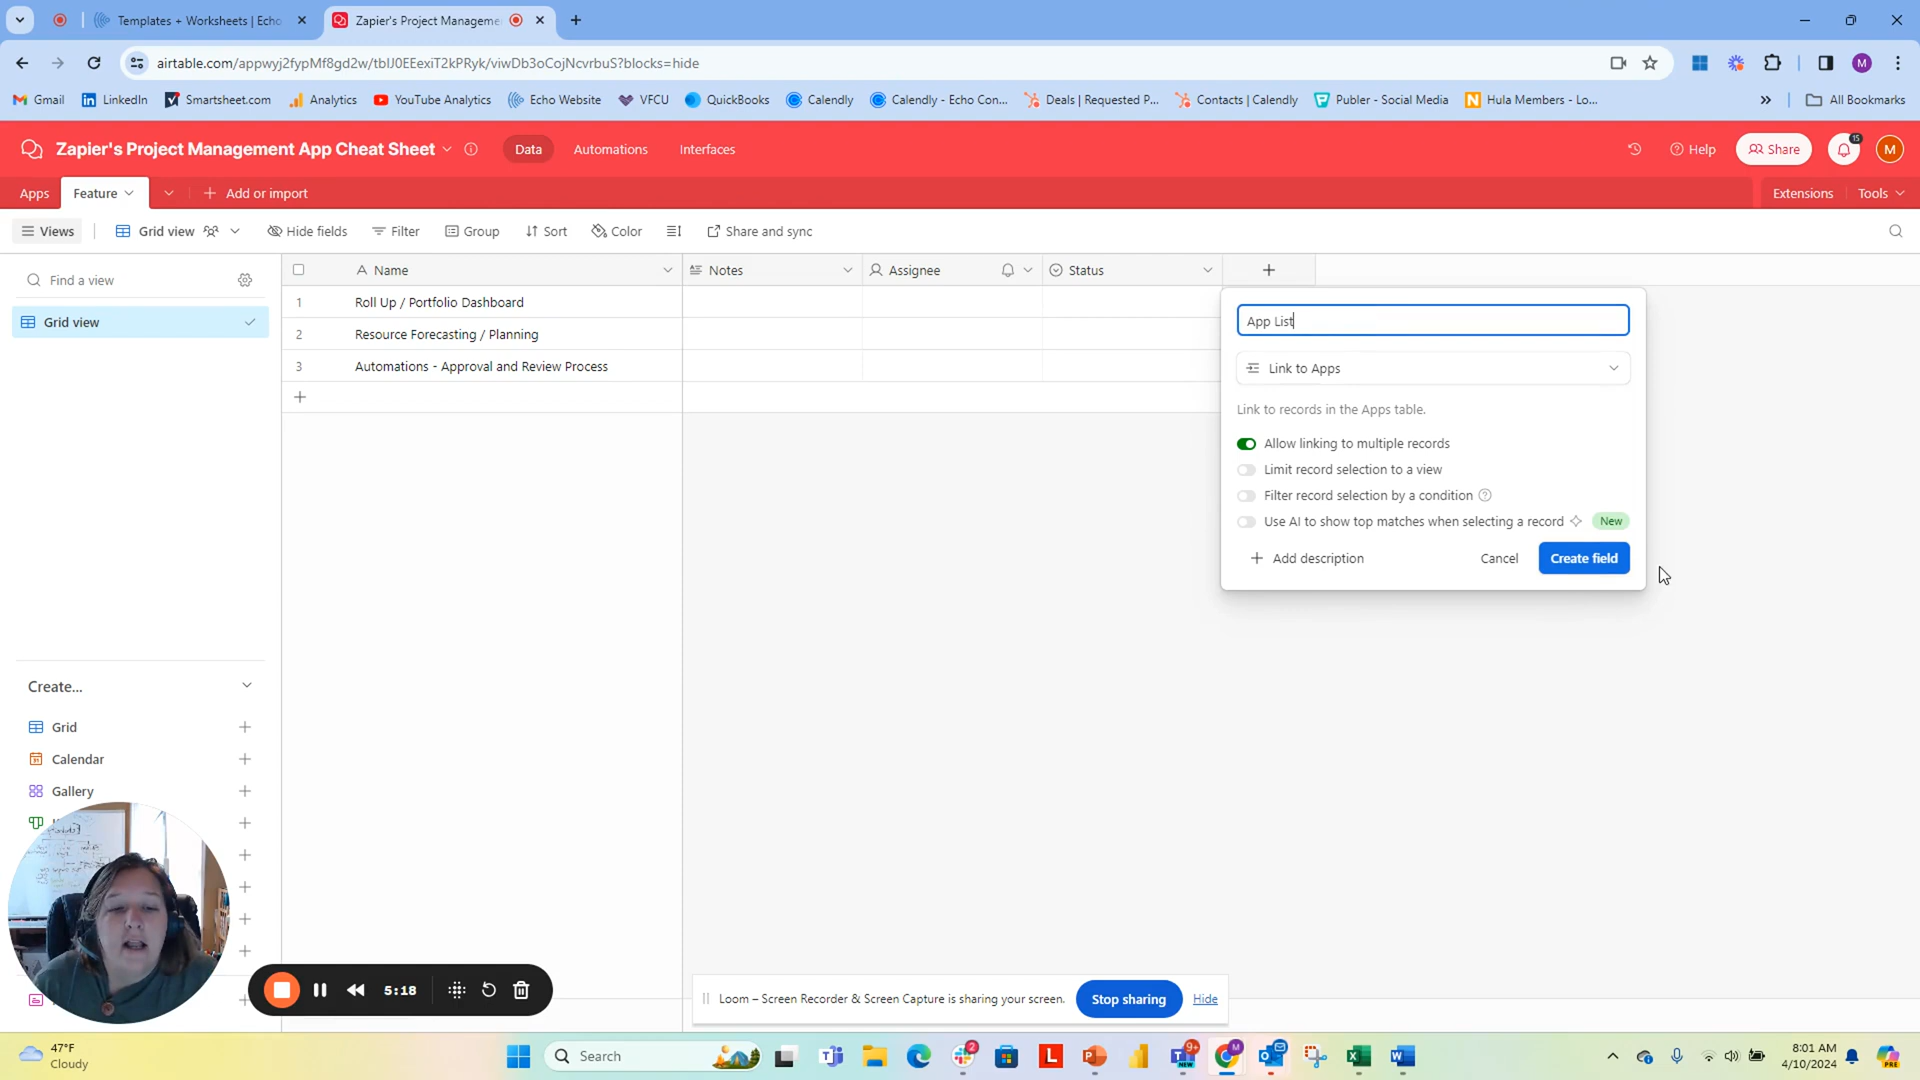 Templates + Worksheets | Echo
Zapier's Project Manageme
airtable.com/appwyj2fypMf8gd2w/tblJ0EEexiT2kPRyk/viwDb3oCojNcvrbuS?blocks=hide
M
Gmail
LinkedIn
Smartsheet.com
Analytics
YouTube Analytics
Echo Website
VFCU
QuickBooks
Calendly
Calendly - Echo Con...
Deals | Requested P...
Contacts | Calendly
Publer - Social Media
Hula Members - Lo...
All Bookmarks
Zapier's Project Management App Cheat Sheet
Data
Automations
Interfaces
Help
Share
15
M
Apps
Feature
Add or import
Extensions
Tools
Views
Grid view
Hide fields
Filter
Group
Sort
Color
Share and sync
Find a view
Grid view
Name
Notes
Assignee
Status
1 Roll Up / Portfolio Dashboard
2 Resource Forecasting / Planning
3 Automations - Approval and Review Process
App List
Link to Apps
Link to records in the Apps table.
Allow linking to multiple records
Limit record selection to a view
Filter record selection by a condition
Use AI to show top matches when selecting a record
New
Add description
Cancel
Create field
Create...
Grid
Calendar
Gallery
5:18
Loom – Screen Recorder & Screen Capture is sharing your screen.
Stop sharing
Hide
47°F
Cloudy
Search
2
9+
NEW
M
8:01 AM
4/10/2024
PRE